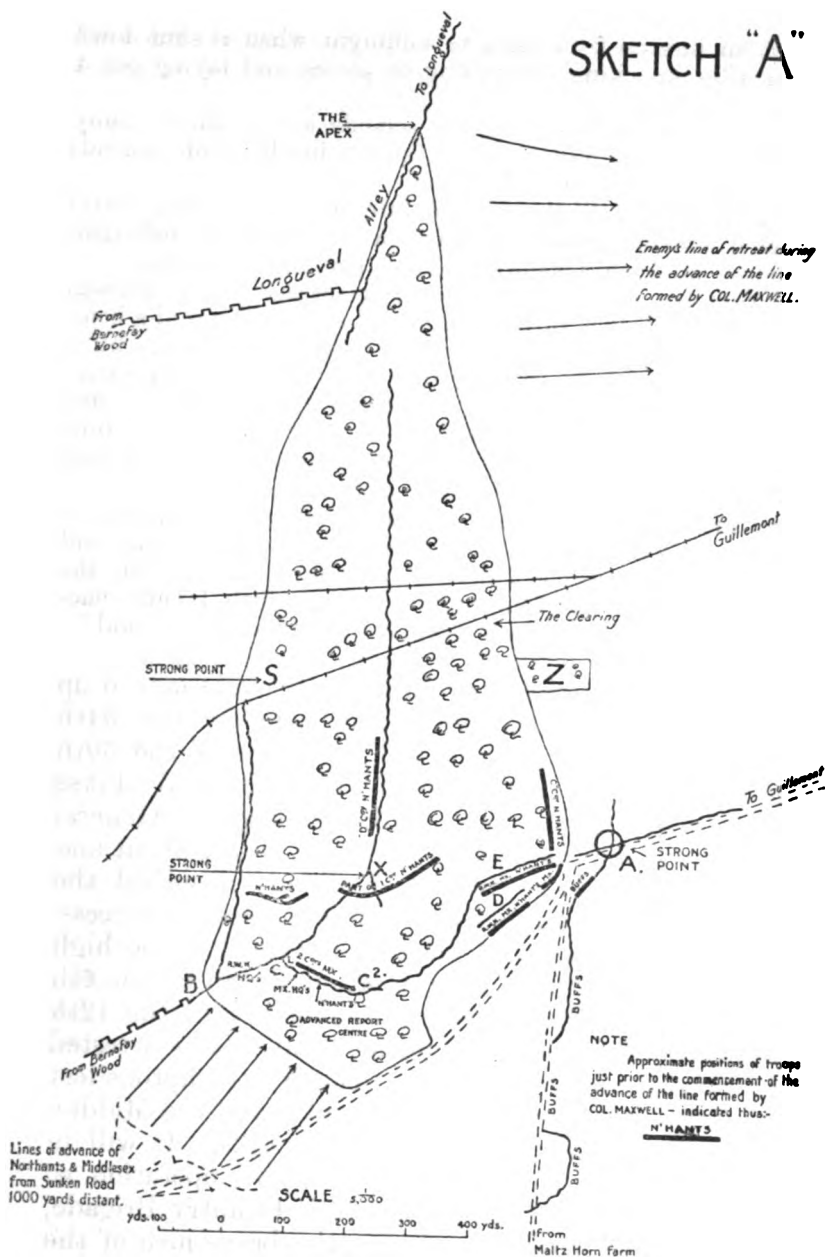 SKETCH "A"
To Longueval
THE
APEX
Alley
Longueval
From
Bernefay
Wood
Enemy's line of retreat during
the advance of the line
formed by COL. MAXWELL.
To
Guillemont
The Clearing
STRONG POINT
S
Z
"D" Coy N'HANTS
"C" Coy N'HANTS
To Guillemont
STRONG
POINT
X
N'HANTS
PART OF 1 Coy N'HANTS
E
D
A.
STRONG
POINT
BUFFS
B
HQ'S
L
2 Coys MX.
MX.HQ'S
N'HANTS
C2.
ADVANCED REPORT
CENTRE
From Bernefay
Wood
BUFFS
BUFFS
BUFFS
NOTE
Approximate positions of troops
just prior to the commencement of the
advance of the line formed by
COL. MAXWELL – indicated thus:-
N'HANTS
Lines of advance of
Northants & Middlesex
from Sunken Road
1000 yards distant.
SCALE 1/5,000
yds. 100 0 100 200 300 400 yds.
From
Maltz Horn Farm